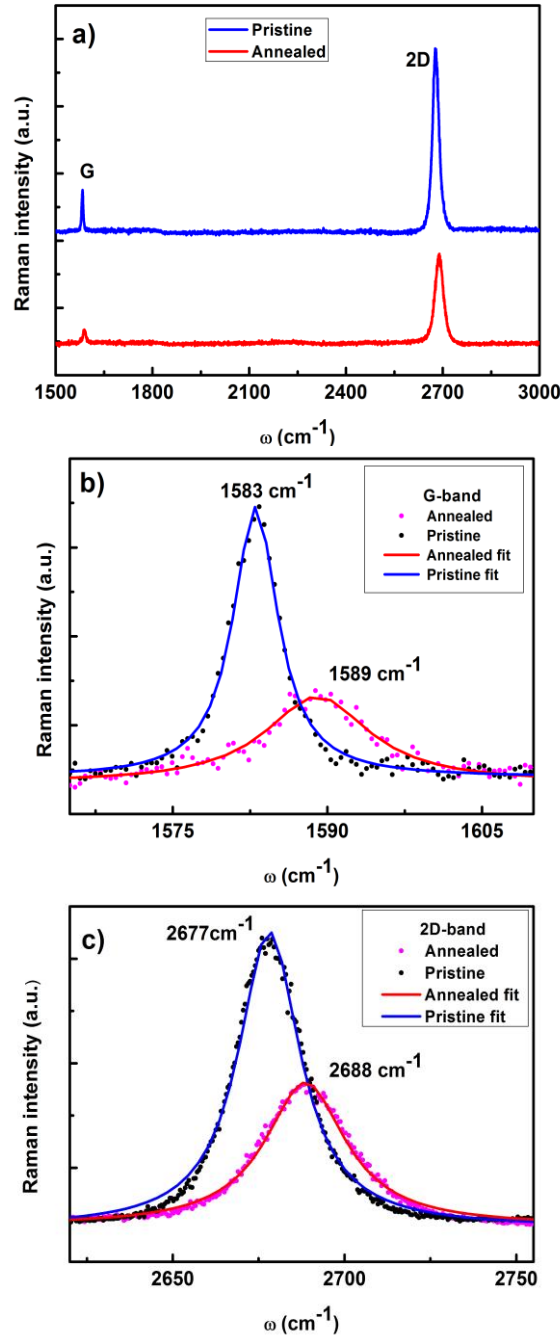 a)
Pristine
Annealed
2D
G
Raman intensity (a.u.)
1500 1800 2100 2400 2700 3000
ω (cm⁻¹)
b)
1583 cm⁻¹
G-band
Annealed
Pristine
Annealed fit
Pristine fit
1589 cm⁻¹
Raman intensity (a.u.)
1575 1590 1605
ω (cm⁻¹)
c)
2677cm⁻¹
2D-band
Annealed
Pristine
Annealed fit
Pristine fit
2688 cm⁻¹
Raman intensity (a.u.)
2650 2700 2750
ω (cm⁻¹)